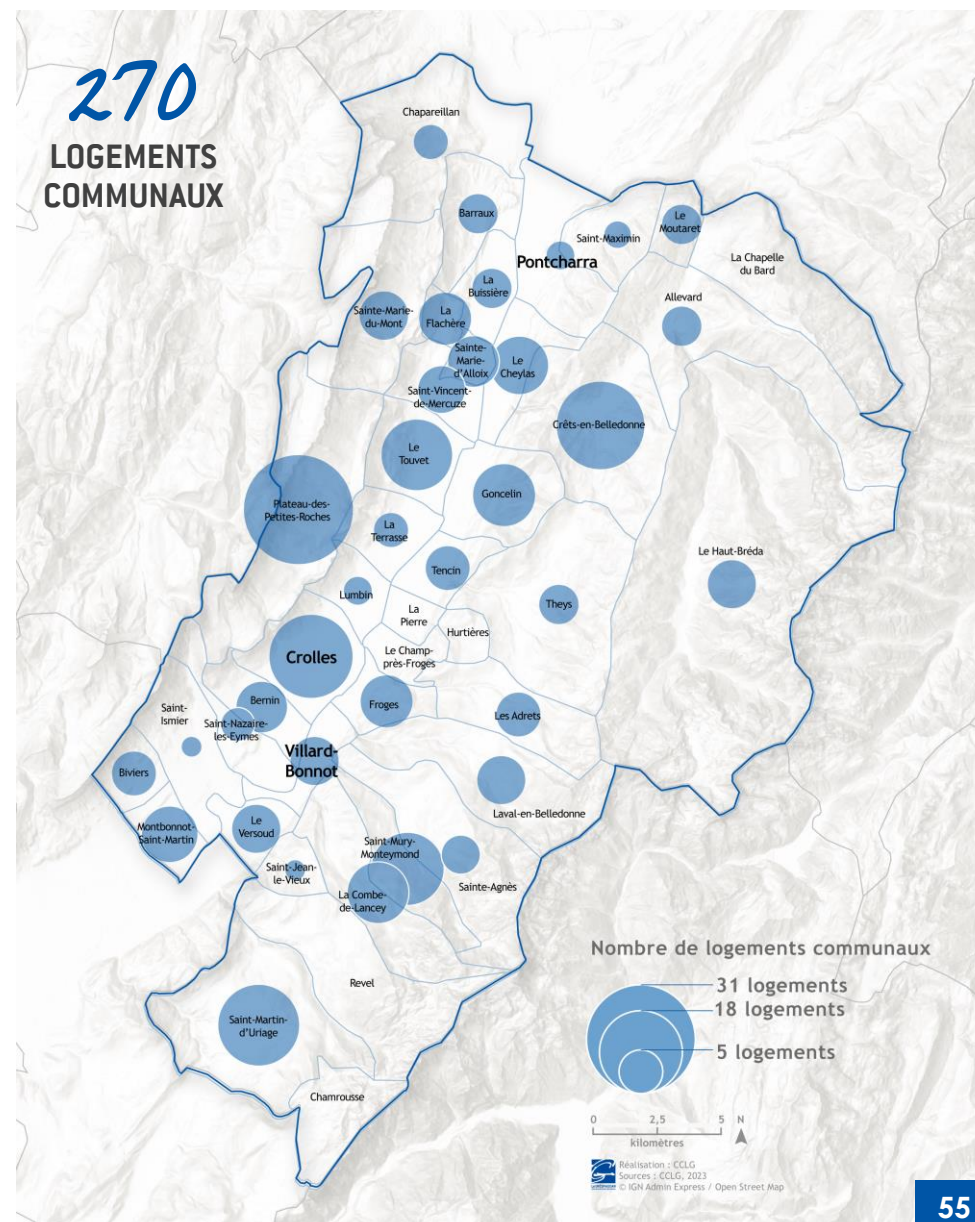 270
LOGEMENTS
COMMUNAUX
Chapareillan
Barraux
Le
Moutaret
Saint-Maximin
Pontcharra
La Chapelle
du Bard
La
Buissière
Allevard
Sainte-Marie-
du-Mont
La
Flachère
Sainte-
Marie-
d'Alloix
Le
Cheylas
Saint-Vincent-
de-Mercuze
Crêts-en-Belledonne
Le
Touvet
Goncelin
Plateau-des-
Petites-Roches
La
Terrasse
Le Haut-Bréda
Tencin
Lumbin
Theys
La
Pierre
Hurtières
Le Champ-
près-Froges
Crolles
Bernin
Froges
Saint-
Ismier
Saint-Nazaire-
les-Eymes
Les Adrets
Villard-
Bonnot
Biviers
Laval-en-Belledonne
Montbonnot-
Saint-Martin
Le
Versoud
Saint-Mury-
Monteymond
Saint-Jean-
le-Vieux
Sainte-Agnès
La Combe-
de-Lancey
Revel
Saint-Martin-
d'Uriage
Chamrousse
Nombre de logements communaux
31 logements
18 logements
5 logements
0 2,5 5 N
kilomètres
Réalisation : CCLG
Sources : CCLG, 2023
© IGN Admin Express / Open Street Map
55